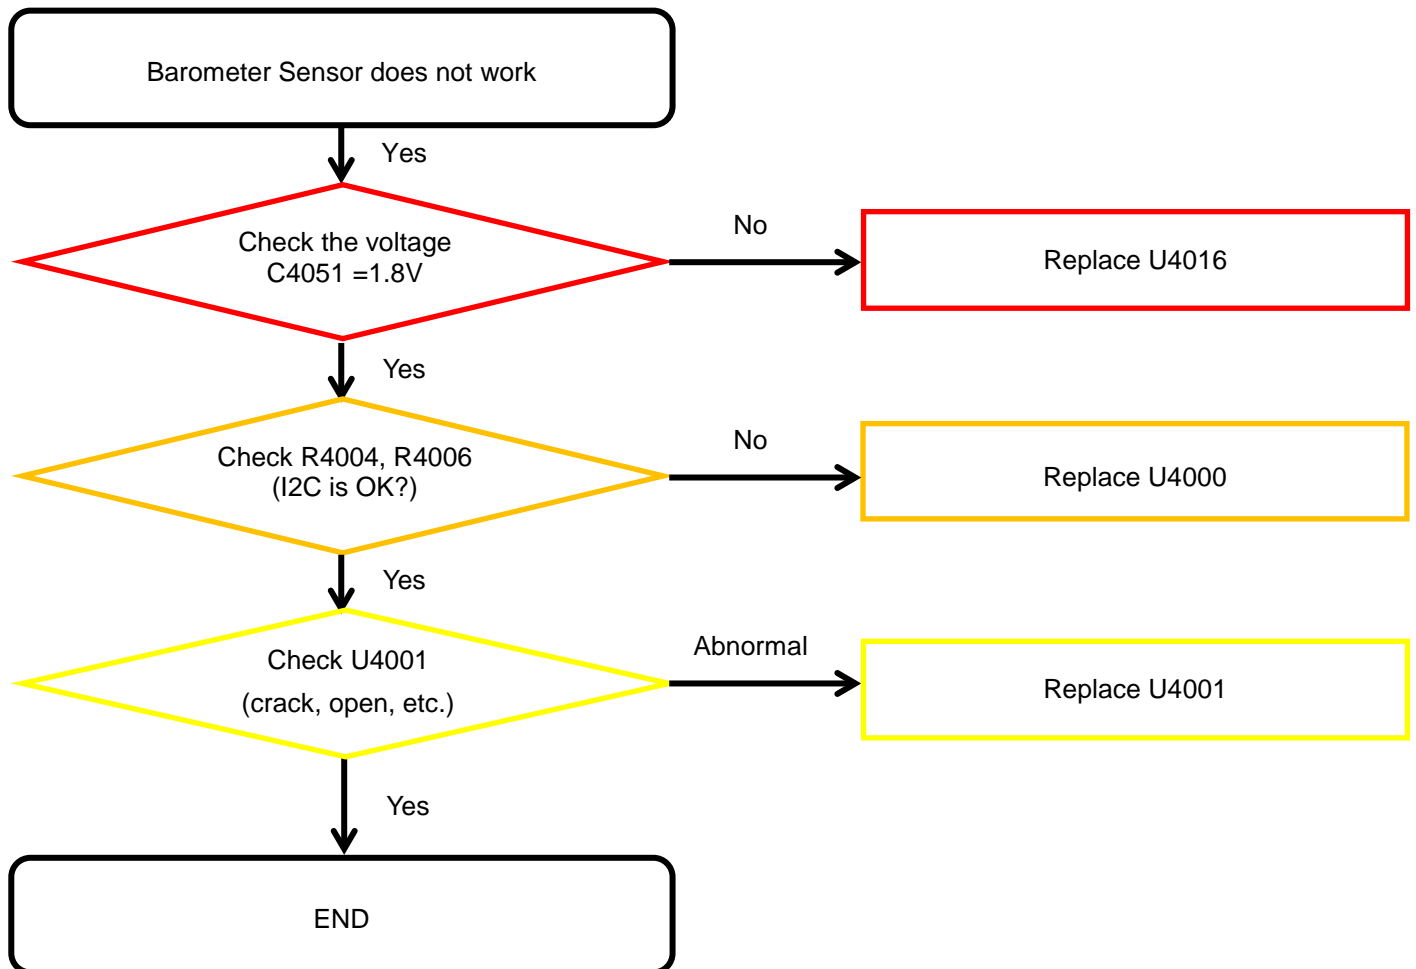 Barometer Sensor does not work
Yes
Check the voltage
C4051 =1.8V
No
Replace U4016
Yes
Check R4004, R4006
(I2C is OK?)
No
Replace U4000
Yes
Check U4001
(crack, open, etc.)
Abnormal
Replace U4001
Yes
END